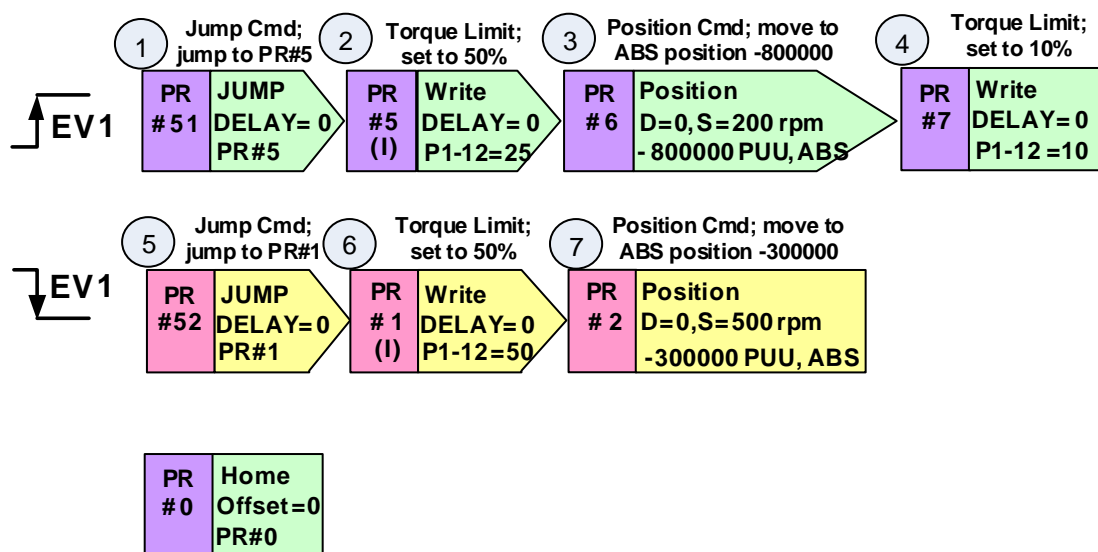 1
Jump Cmd;
jump to PR#5
2
Torque Limit;
set to 50%
3
Position Cmd; move to
ABS position -800000
4
Torque Limit;
set to 10%
EV1
PR
#51
JUMP
DELAY= 0
PR#5
PR
#5
(I)
Write
DELAY= 0
P1-12=25
PR
#6
Position
D=0,S=200 rpm
- 800000 PUU, ABS
PR
#7
Write
DELAY= 0
P1-12 =10
5
Jump Cmd;
jump to PR#1
6
Torque Limit;
set to 50%
7
Position Cmd; move to
ABS position -300000
EV1
PR
#52
JUMP
DELAY= 0
PR#1
PR
# 1
(I)
Write
DELAY= 0
P1-12=50
PR
# 2
Position
D=0,S=500 rpm
-300000 PUU, ABS
PR
#0
Home
Offset=0
PR#0